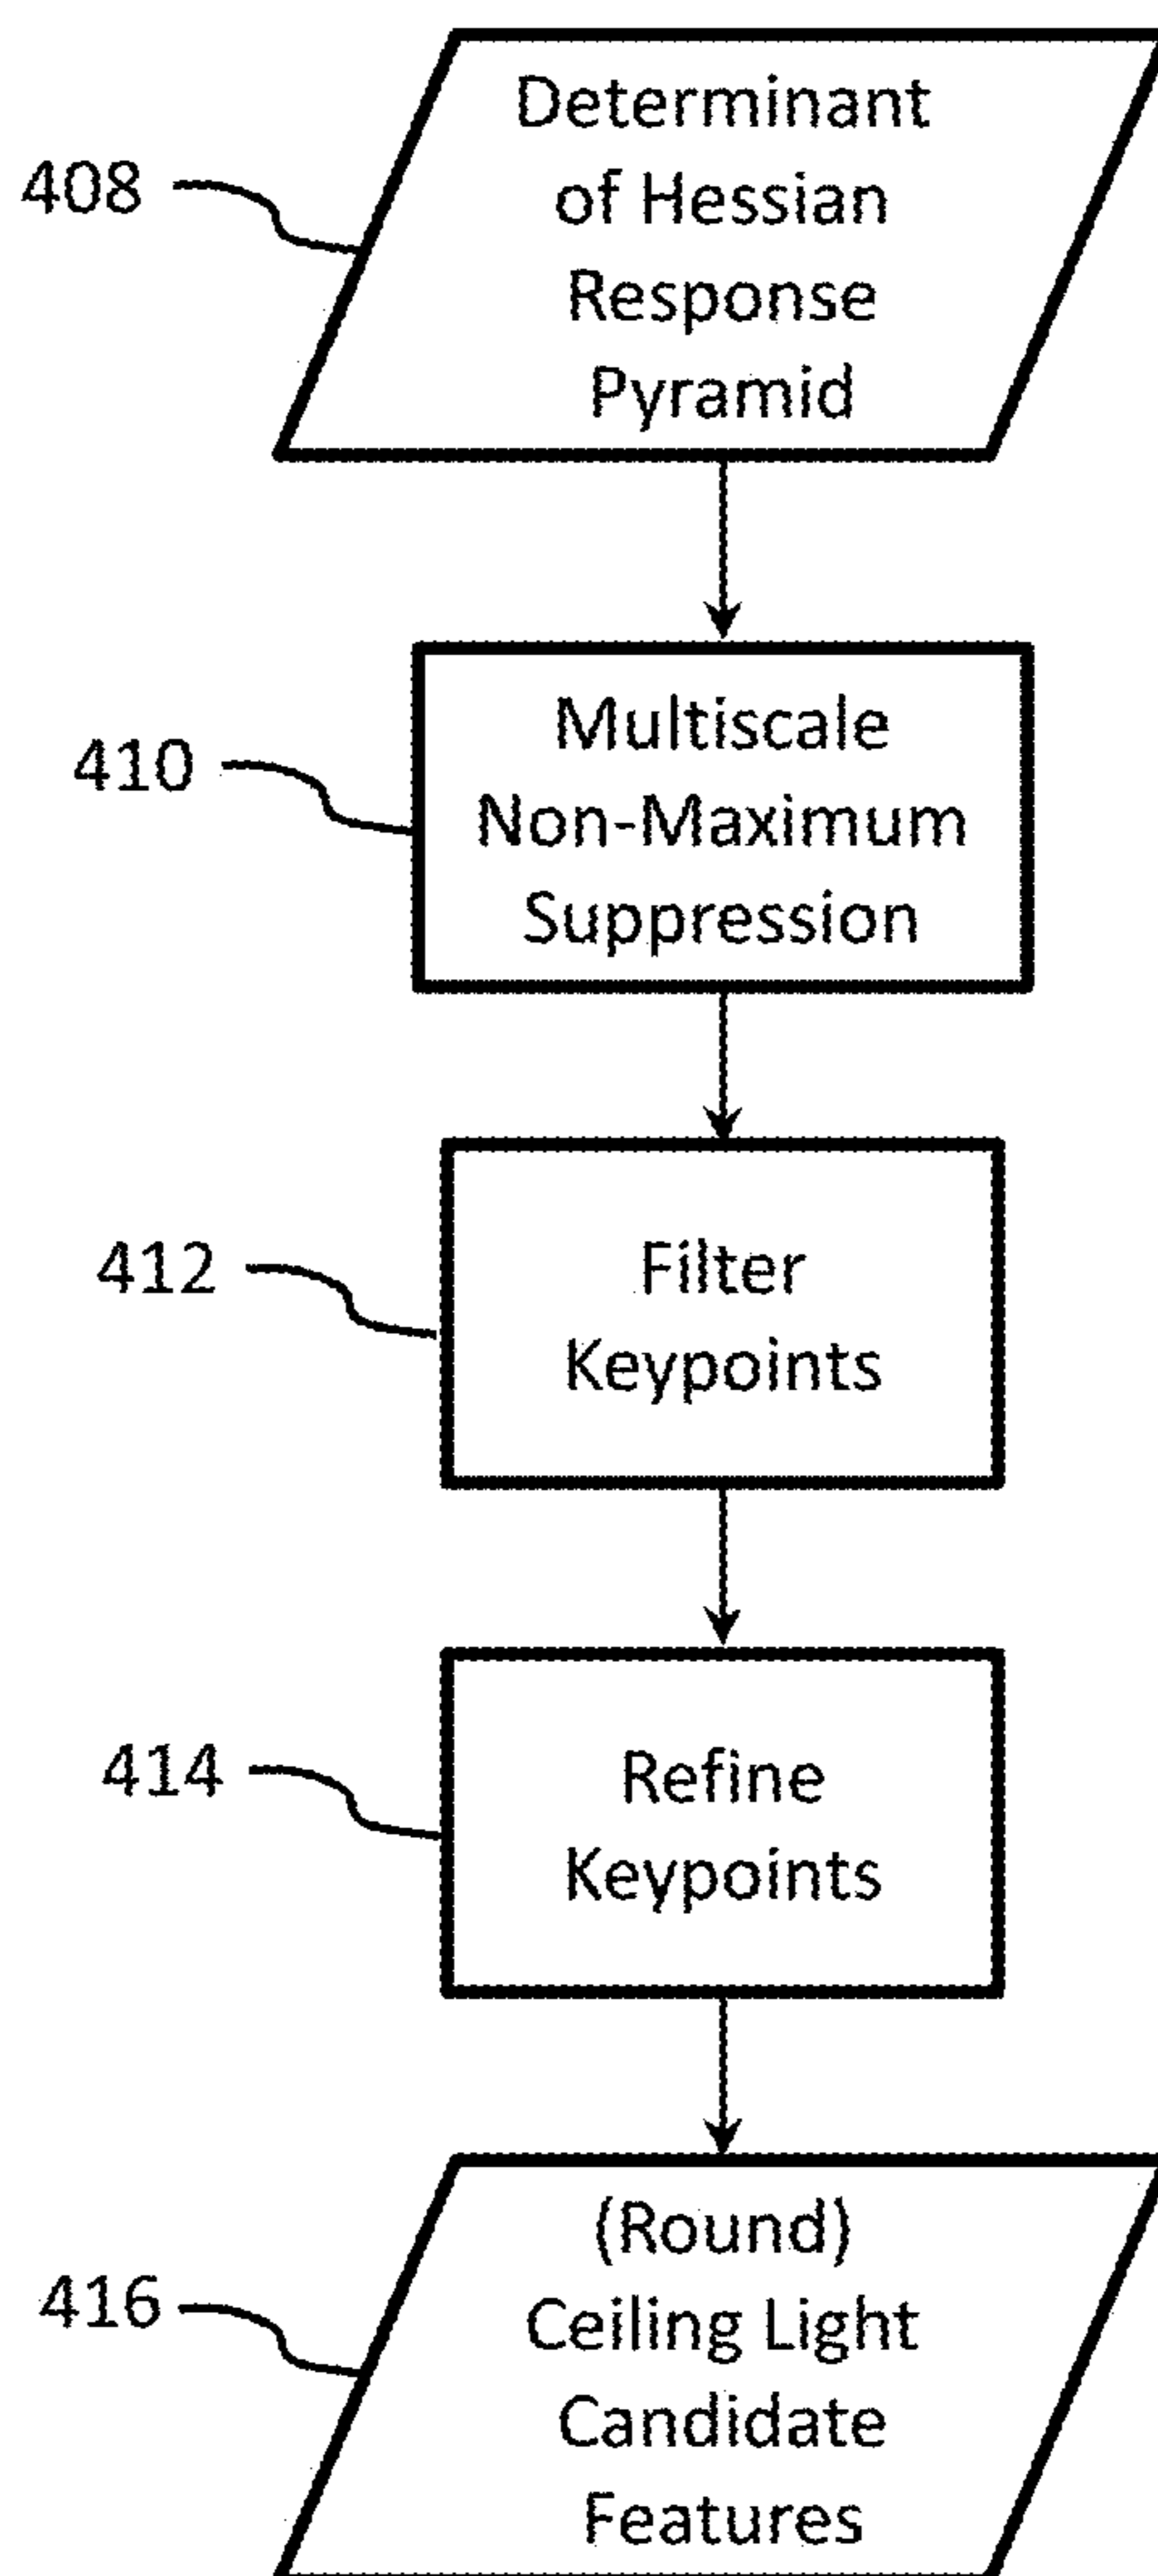 408
Determinant
of Hessian
Response
Pyramid
410
Multiscale
Non-Maximum
Suppression
412
Filter
Keypoints
414
Refine
Keypoints
416
(Round)
Ceiling Light
Candidate
Features